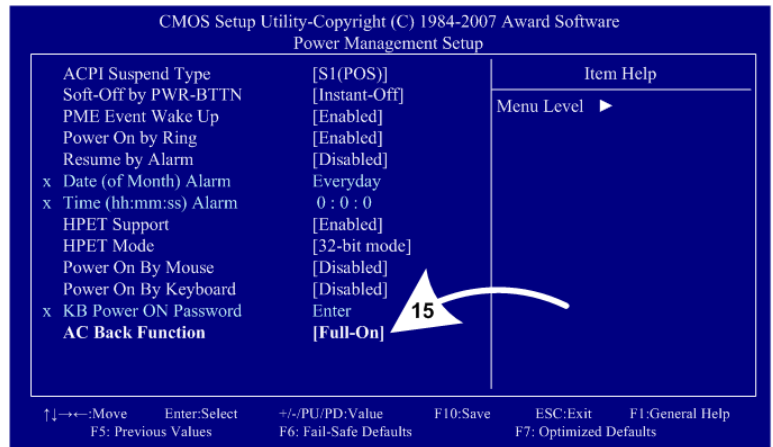 CMOS Setup Utility-Copyright (C) 1984-2007 Award Software
Power Management Setup
ACPI Suspend Type [S1(POS)]
Soft-Off by PWR-BTTN [Instant-Off]
PME Event Wake Up [Enabled]
Power On by Ring [Enabled]
Resume by Alarm [Disabled]
x Date (of Month) Alarm Everyday
x Time (hh:mm:ss) Alarm 0 : 0 : 0
HPET Support [Enabled]
HPET Mode [32-bit mode]
Power On By Mouse [Disabled]
Power On By Keyboard [Disabled]
x KB Power ON Password Enter
AC Back Function [Full-On]
15
Item Help
Menu Level ►
↑↓→←:Move Enter:Select +/-/PU/PD:Value F10:Save ESC:Exit F1:General Help
F5: Previous Values F6: Fail-Safe Defaults F7: Optimized Defaults